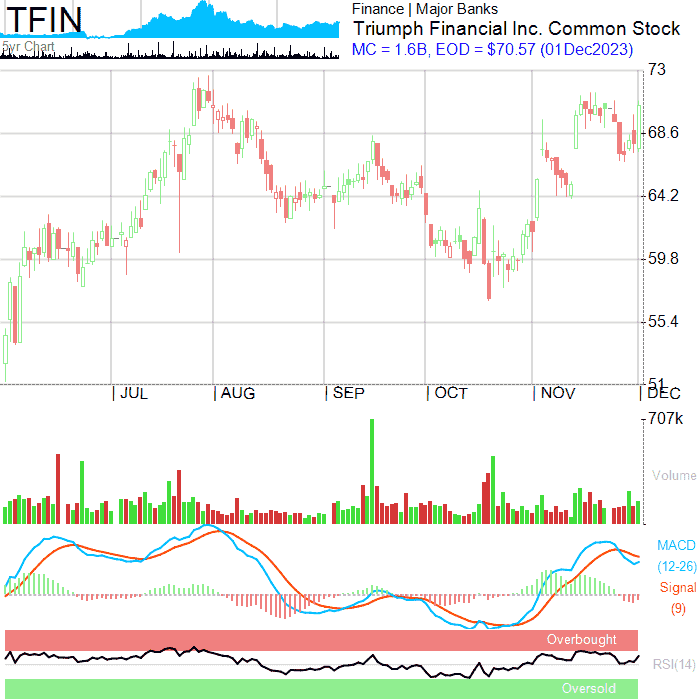 TFIN
5yr Chart
Finance | Major Banks
Triumph Financial Inc. Common Stock
MC = 1.6B, EOD = $70.57 (01Dec2023)
73
68.6
64.2
59.8
55.4
51
JUL AUG SEP OCT NOV DEC
707k
Volume
MACD
(12-26)
Signal
(9)
Overbought
RSI(14)
Oversold